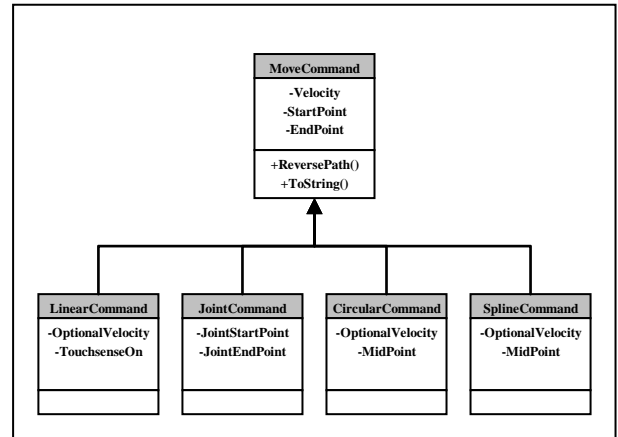 MoveCommand
-Velocity
-StartPoint
-EndPoint
+ReversePath()
+ToString()
LinearCommand
-OptionalVelocity
-TouchsenseOn
JointCommand
-JointStartPoint
-JointEndPoint
CircularCommand
-OptionalVelocity
-MidPoint
SplineCommand
-OptionalVelocity
-MidPoint